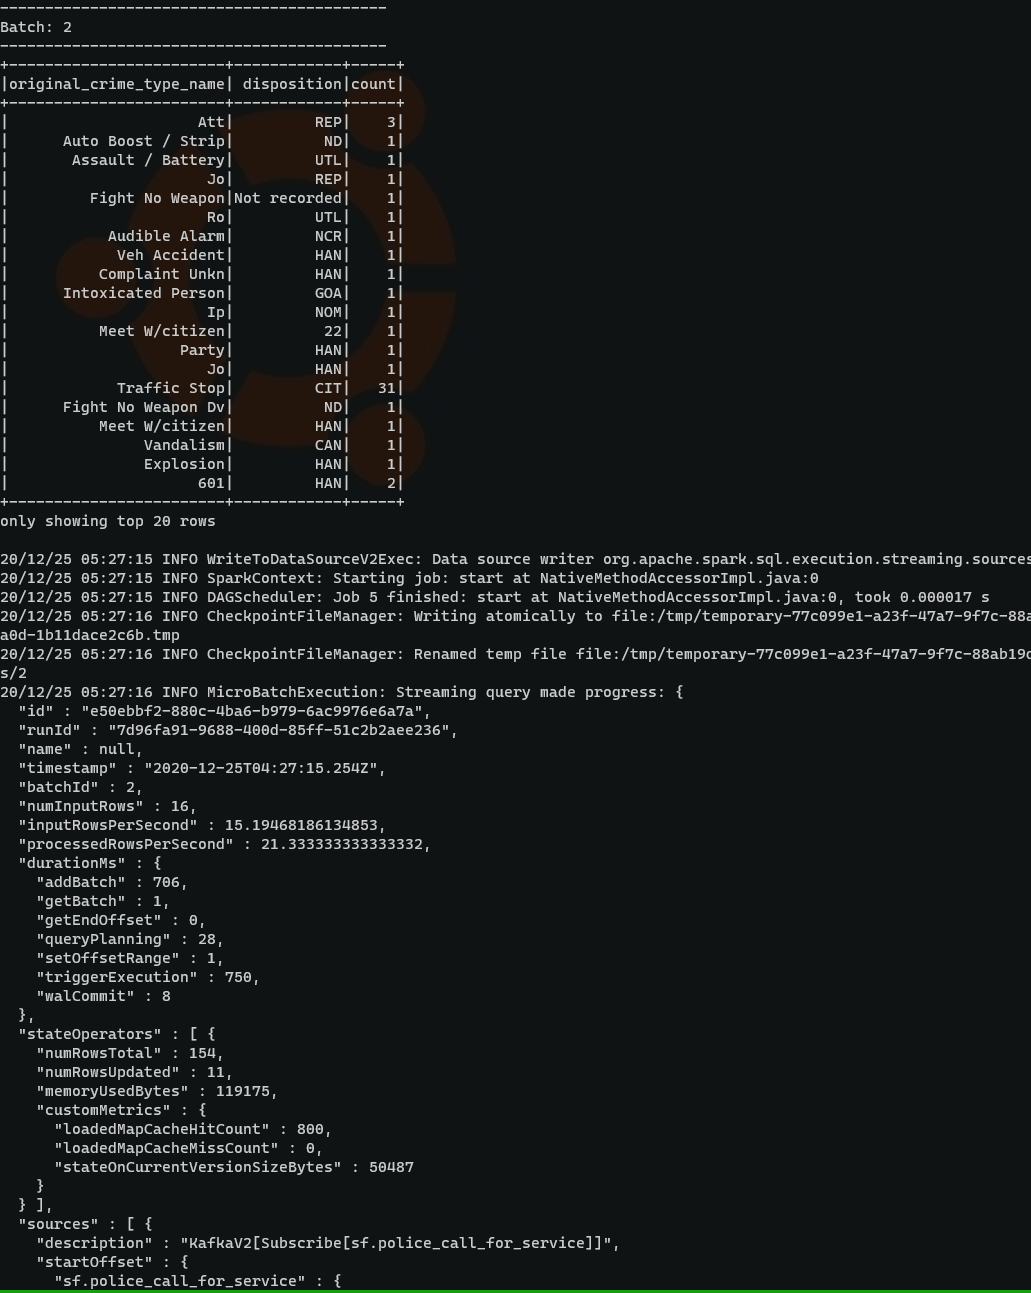 -------------------------------------------
Batch: 2
-------------------------------------------
+------------------------+------------+-----+
|original_crime_type_name| disposition|count|
+------------------------+------------+-----+
|                     Att|         REP|    3|
|      Auto Boost / Strip|          ND|    1|
|       Assault / Battery|         UTL|    1|
|                      Jo|         REP|    1|
|         Fight No Weapon|Not recorded|    1|
|                      Ro|         UTL|    1|
|           Audible Alarm|         NCR|    1|
|            Veh Accident|         HAN|    1|
|          Complaint Unkn|         HAN|    1|
|      Intoxicated Person|         GOA|    1|
|                      Ip|         NOM|    1|
|          Meet W/citizen|          22|    1|
|                   Party|         HAN|    1|
|                      Jo|         HAN|    1|
|            Traffic Stop|         CIT|   31|
|      Fight No Weapon Dv|          ND|    1|
|          Meet W/citizen|         HAN|    1|
|               Vandalism|         CAN|    1|
|               Explosion|         HAN|    1|
|                     601|         HAN|    2|
+------------------------+------------+-----+
only showing top 20 rows

20/12/25 05:27:15 INFO WriteToDataSourceV2Exec: Data source writer org.apache.spark.sql.execution.streaming.sources
20/12/25 05:27:15 INFO SparkContext: Starting job: start at NativeMethodAccessorImpl.java:0
20/12/25 05:27:15 INFO DAGScheduler: Job 5 finished: start at NativeMethodAccessorImpl.java:0, took 0.000017 s
20/12/25 05:27:16 INFO CheckpointFileManager: Writing atomically to file:/tmp/temporary-77c099e1-a23f-47a7-9f7c-88a
a0d-1b11dace2c6b.tmp
20/12/25 05:27:16 INFO CheckpointFileManager: Renamed temp file file:/tmp/temporary-77c099e1-a23f-47a7-9f7c-88ab19c
s/2
20/12/25 05:27:16 INFO MicroBatchExecution: Streaming query made progress: {
  "id" : "e50ebbf2-880c-4ba6-b979-6ac9976e6a7a",
  "runId" : "7d96fa91-9688-400d-85ff-51c2b2aee236",
  "name" : null,
  "timestamp" : "2020-12-25T04:27:15.254Z",
  "batchId" : 2,
  "numInputRows" : 16,
  "inputRowsPerSecond" : 15.19468186134853,
  "processedRowsPerSecond" : 21.333333333333332,
  "durationMs" : {
    "addBatch" : 706,
    "getBatch" : 1,
    "getEndOffset" : 0,
    "queryPlanning" : 28,
    "setOffsetRange" : 1,
    "triggerExecution" : 750,
    "walCommit" : 8
  },
  "stateOperators" : [ {
    "numRowsTotal" : 154,
    "numRowsUpdated" : 11,
    "memoryUsedBytes" : 119175,
    "customMetrics" : {
      "loadedMapCacheHitCount" : 800,
      "loadedMapCacheMissCount" : 0,
      "stateOnCurrentVersionSizeBytes" : 50487
    }
  } ],
  "sources" : [ {
    "description" : "KafkaV2[Subscribe[sf.police_call_for_service]]",
    "startOffset" : {
      "sf.police_call_for_service" : {